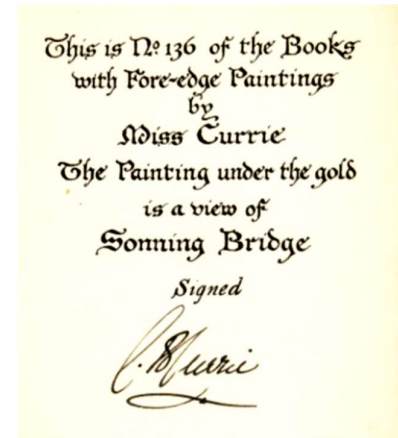 This is No 136 of the Books
with Fore-edge Paintings
by
Miss Currie
The Painting under the gold
is a view of
Sonning Bridge
Signed
C. B. Currie